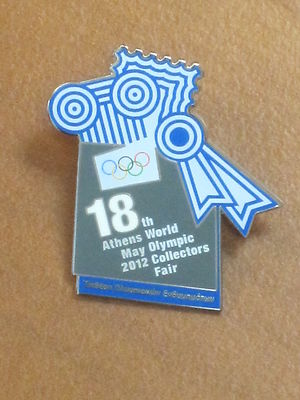 18th
Athens World
May Olympic
2012 Collectors
Fair